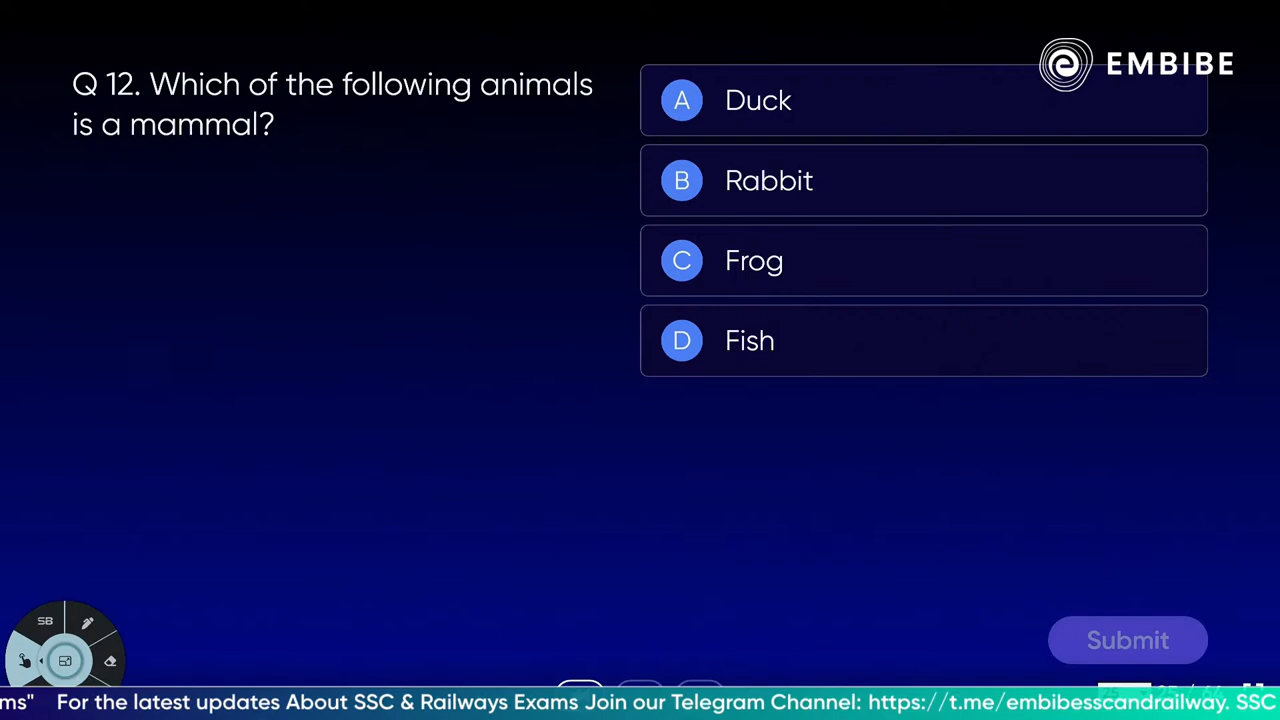 EMBIBE
Q 12. Which of the following animals
is a mammal?
A Duck
B Rabbit
C Frog
D Fish
SB
Submit
ms" For the latest updates About SSC & Railways Exams Join our Telegram Channel: https://t.me/embibesscandrailway. SSC